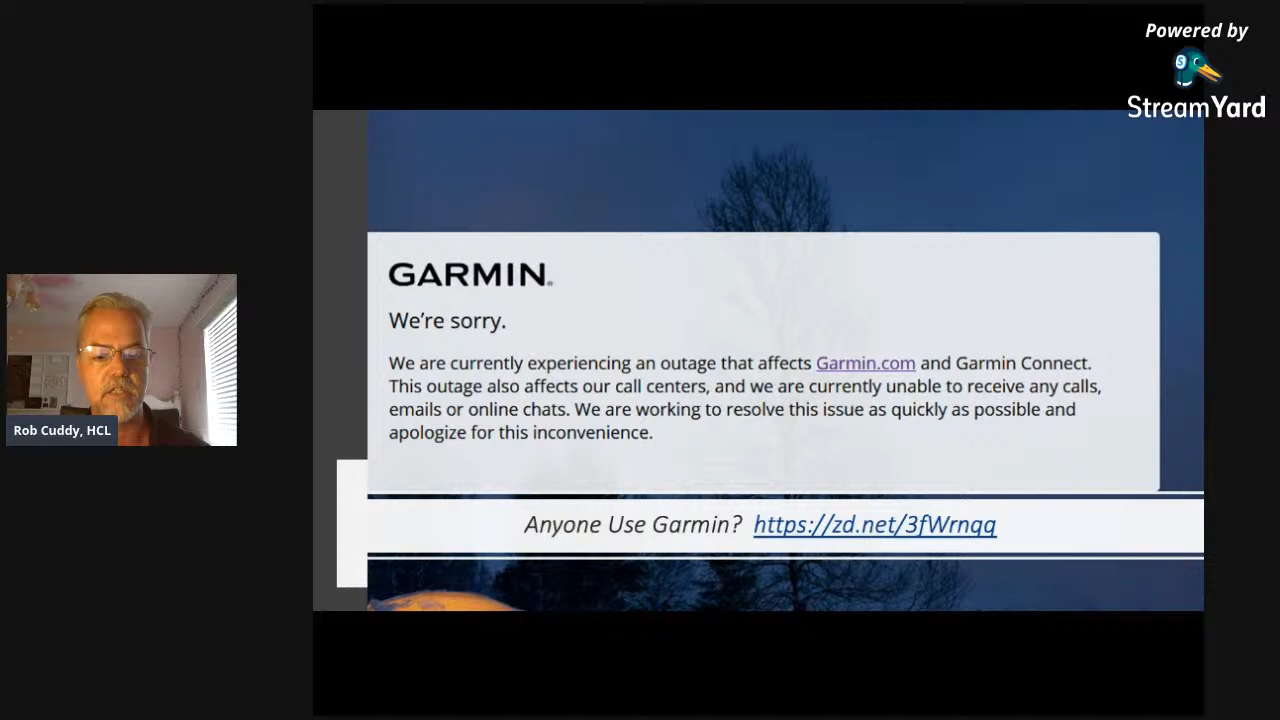 Powered by
StreamYard
GARMIN®
We're sorry.
We are currently experiencing an outage that affects Garmin.com and Garmin Connect.
This outage also affects our call centers, and we are currently unable to receive any calls,
emails or online chats. We are working to resolve this issue as quickly as possible and
apologize for this inconvenience.
Anyone Use Garmin? https://zd.net/3fWrnqq
Rob Cuddy, HCL